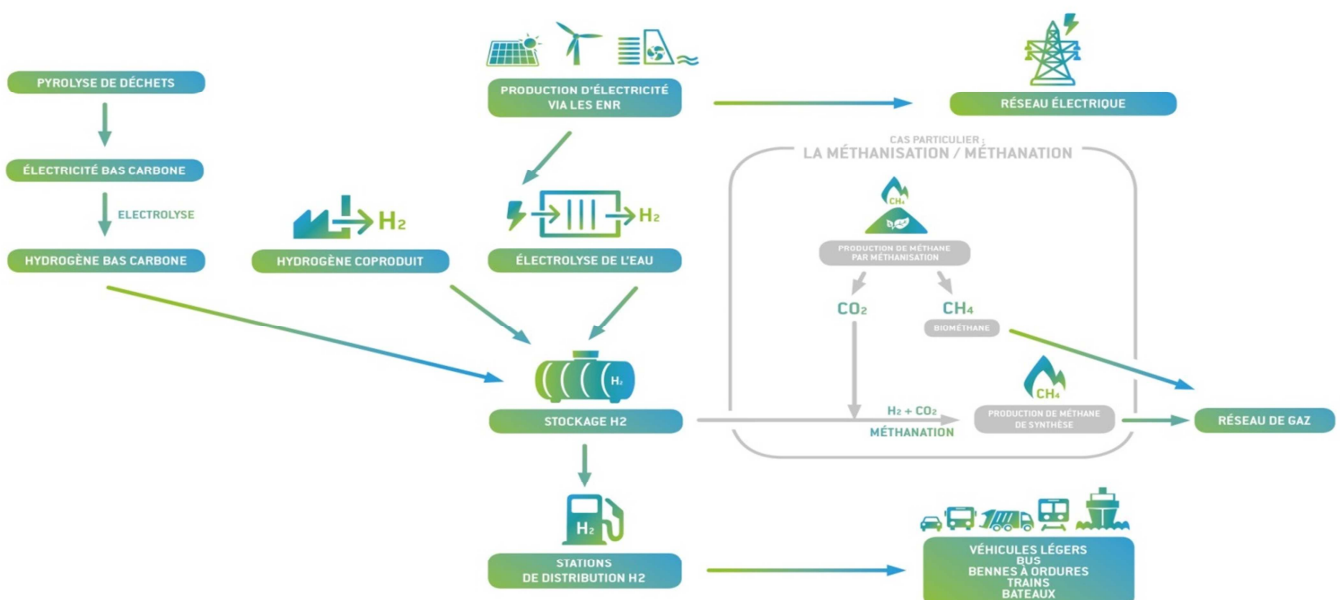 PYROLYSE DE DÉCHETS
ÉLECTRICITÉ BAS CARBONE
ELECTROLYSE
HYDROGÈNE BAS CARBONE
H2
HYDROGÈNE COPRODUIT
PRODUCTION D'ÉLECTRICITÉ
VIA LES ENR
H2
ÉLECTROLYSE DE L'EAU
RÉSEAU ÉLECTRIQUE
CAS PARTICULIER :
LA MÉTHANISATION / MÉTHANATION
CH4
PRODUCTION DE MÉTHANE
PAR MÉTHANISATION
CO2
CH4
BIOMÉTHANE
H2
STOCKAGE H2
H2 + CO2
MÉTHANATION
CH4
PRODUCTION DE MÉTHANE
DE SYNTHÈSE
RÉSEAU DE GAZ
H2
STATIONS
DE DISTRIBUTION H2
VÉHICULES LÉGERS
BUS
BENNES À ORDURES
TRAINS
BATEAUX